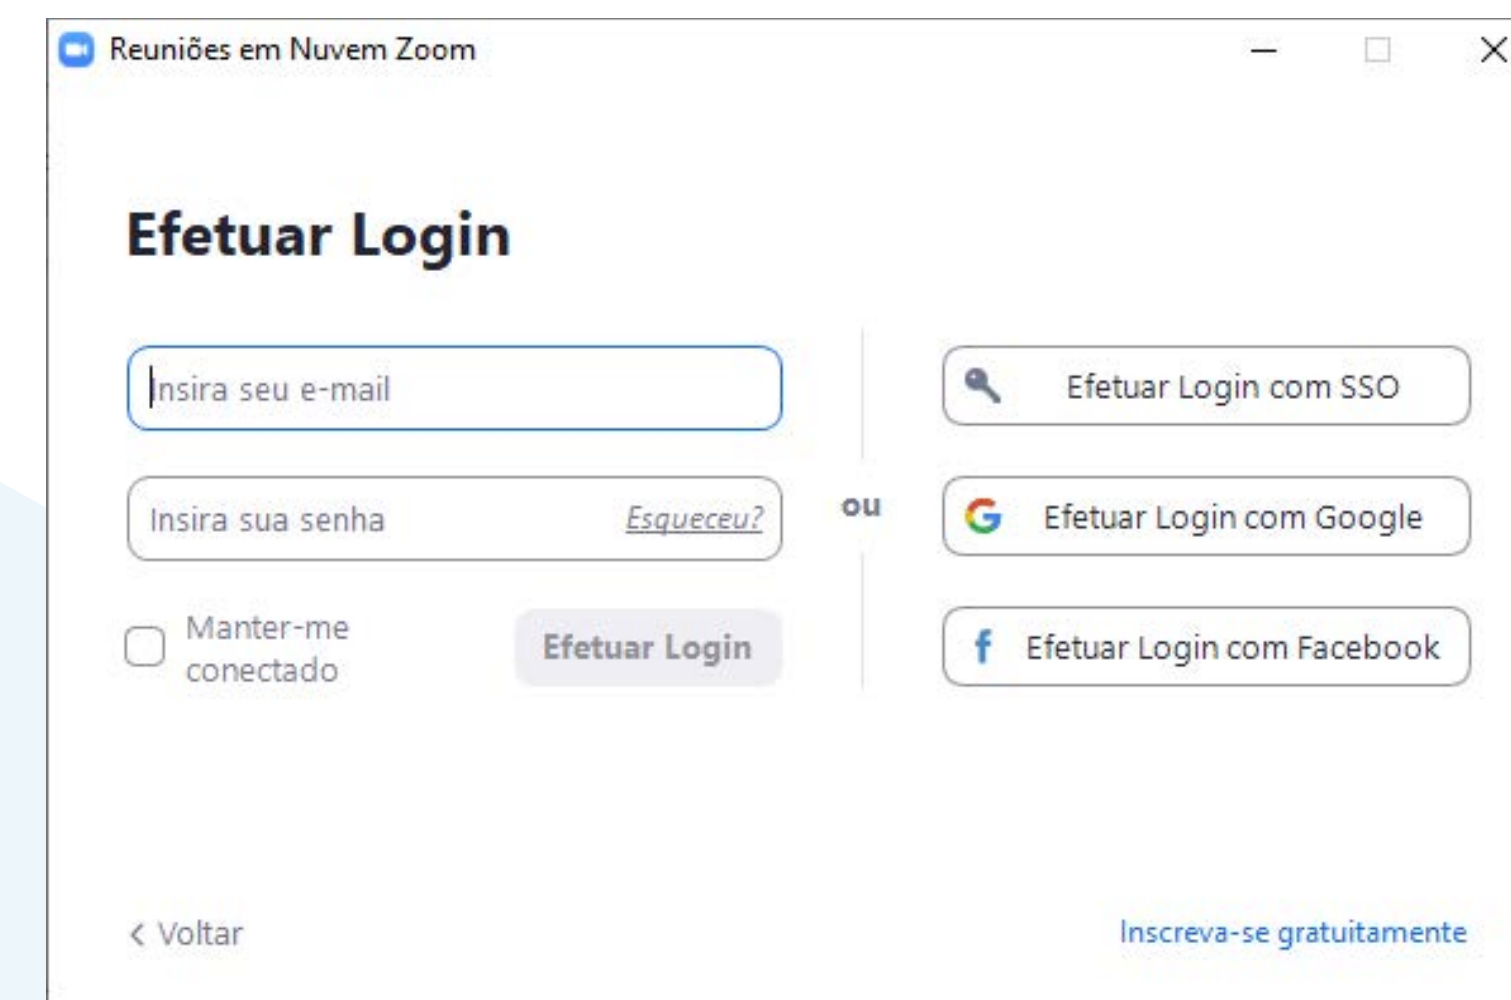 Reuniões em Nuvem Zoom
Efetuar Login
Insira seu e-mail
Insira sua senha
Esqueceu?
Manter-me
conectado
Efetuar Login
ou
Efetuar Login com SSO
Efetuar Login com Google
Efetuar Login com Facebook
Voltar
Inscreva-se gratuitamente